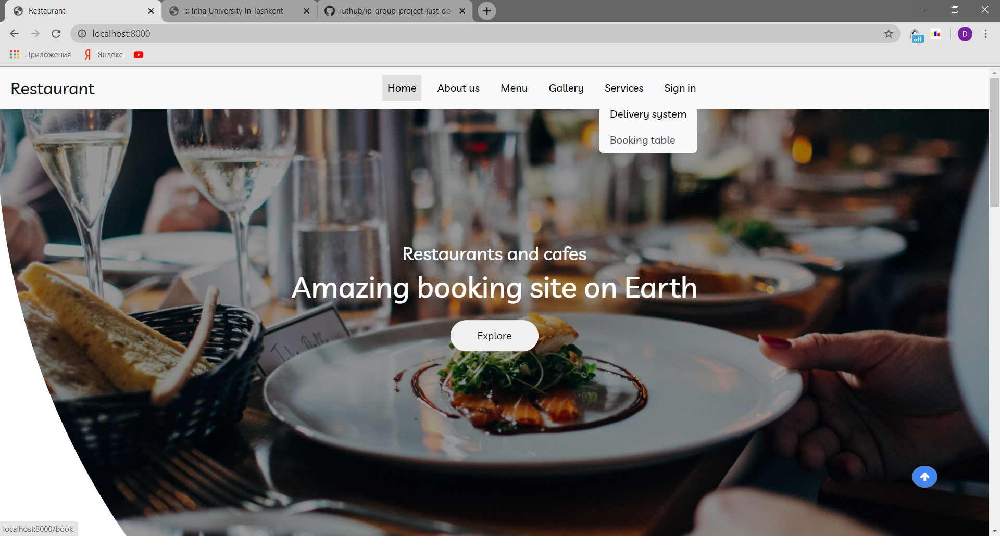 Restaurant
::: Inha University In Tashkent
iuthub/ip-group-project-just-do-
localhost:8000
off
D
Приложения
Яндекс
Restaurant
Home
About us
Menu
Gallery
Services
Sign in
Delivery system
Booking table
Restaurants and cafes
Amazing booking site on Earth
Explore
localhost:8000/book